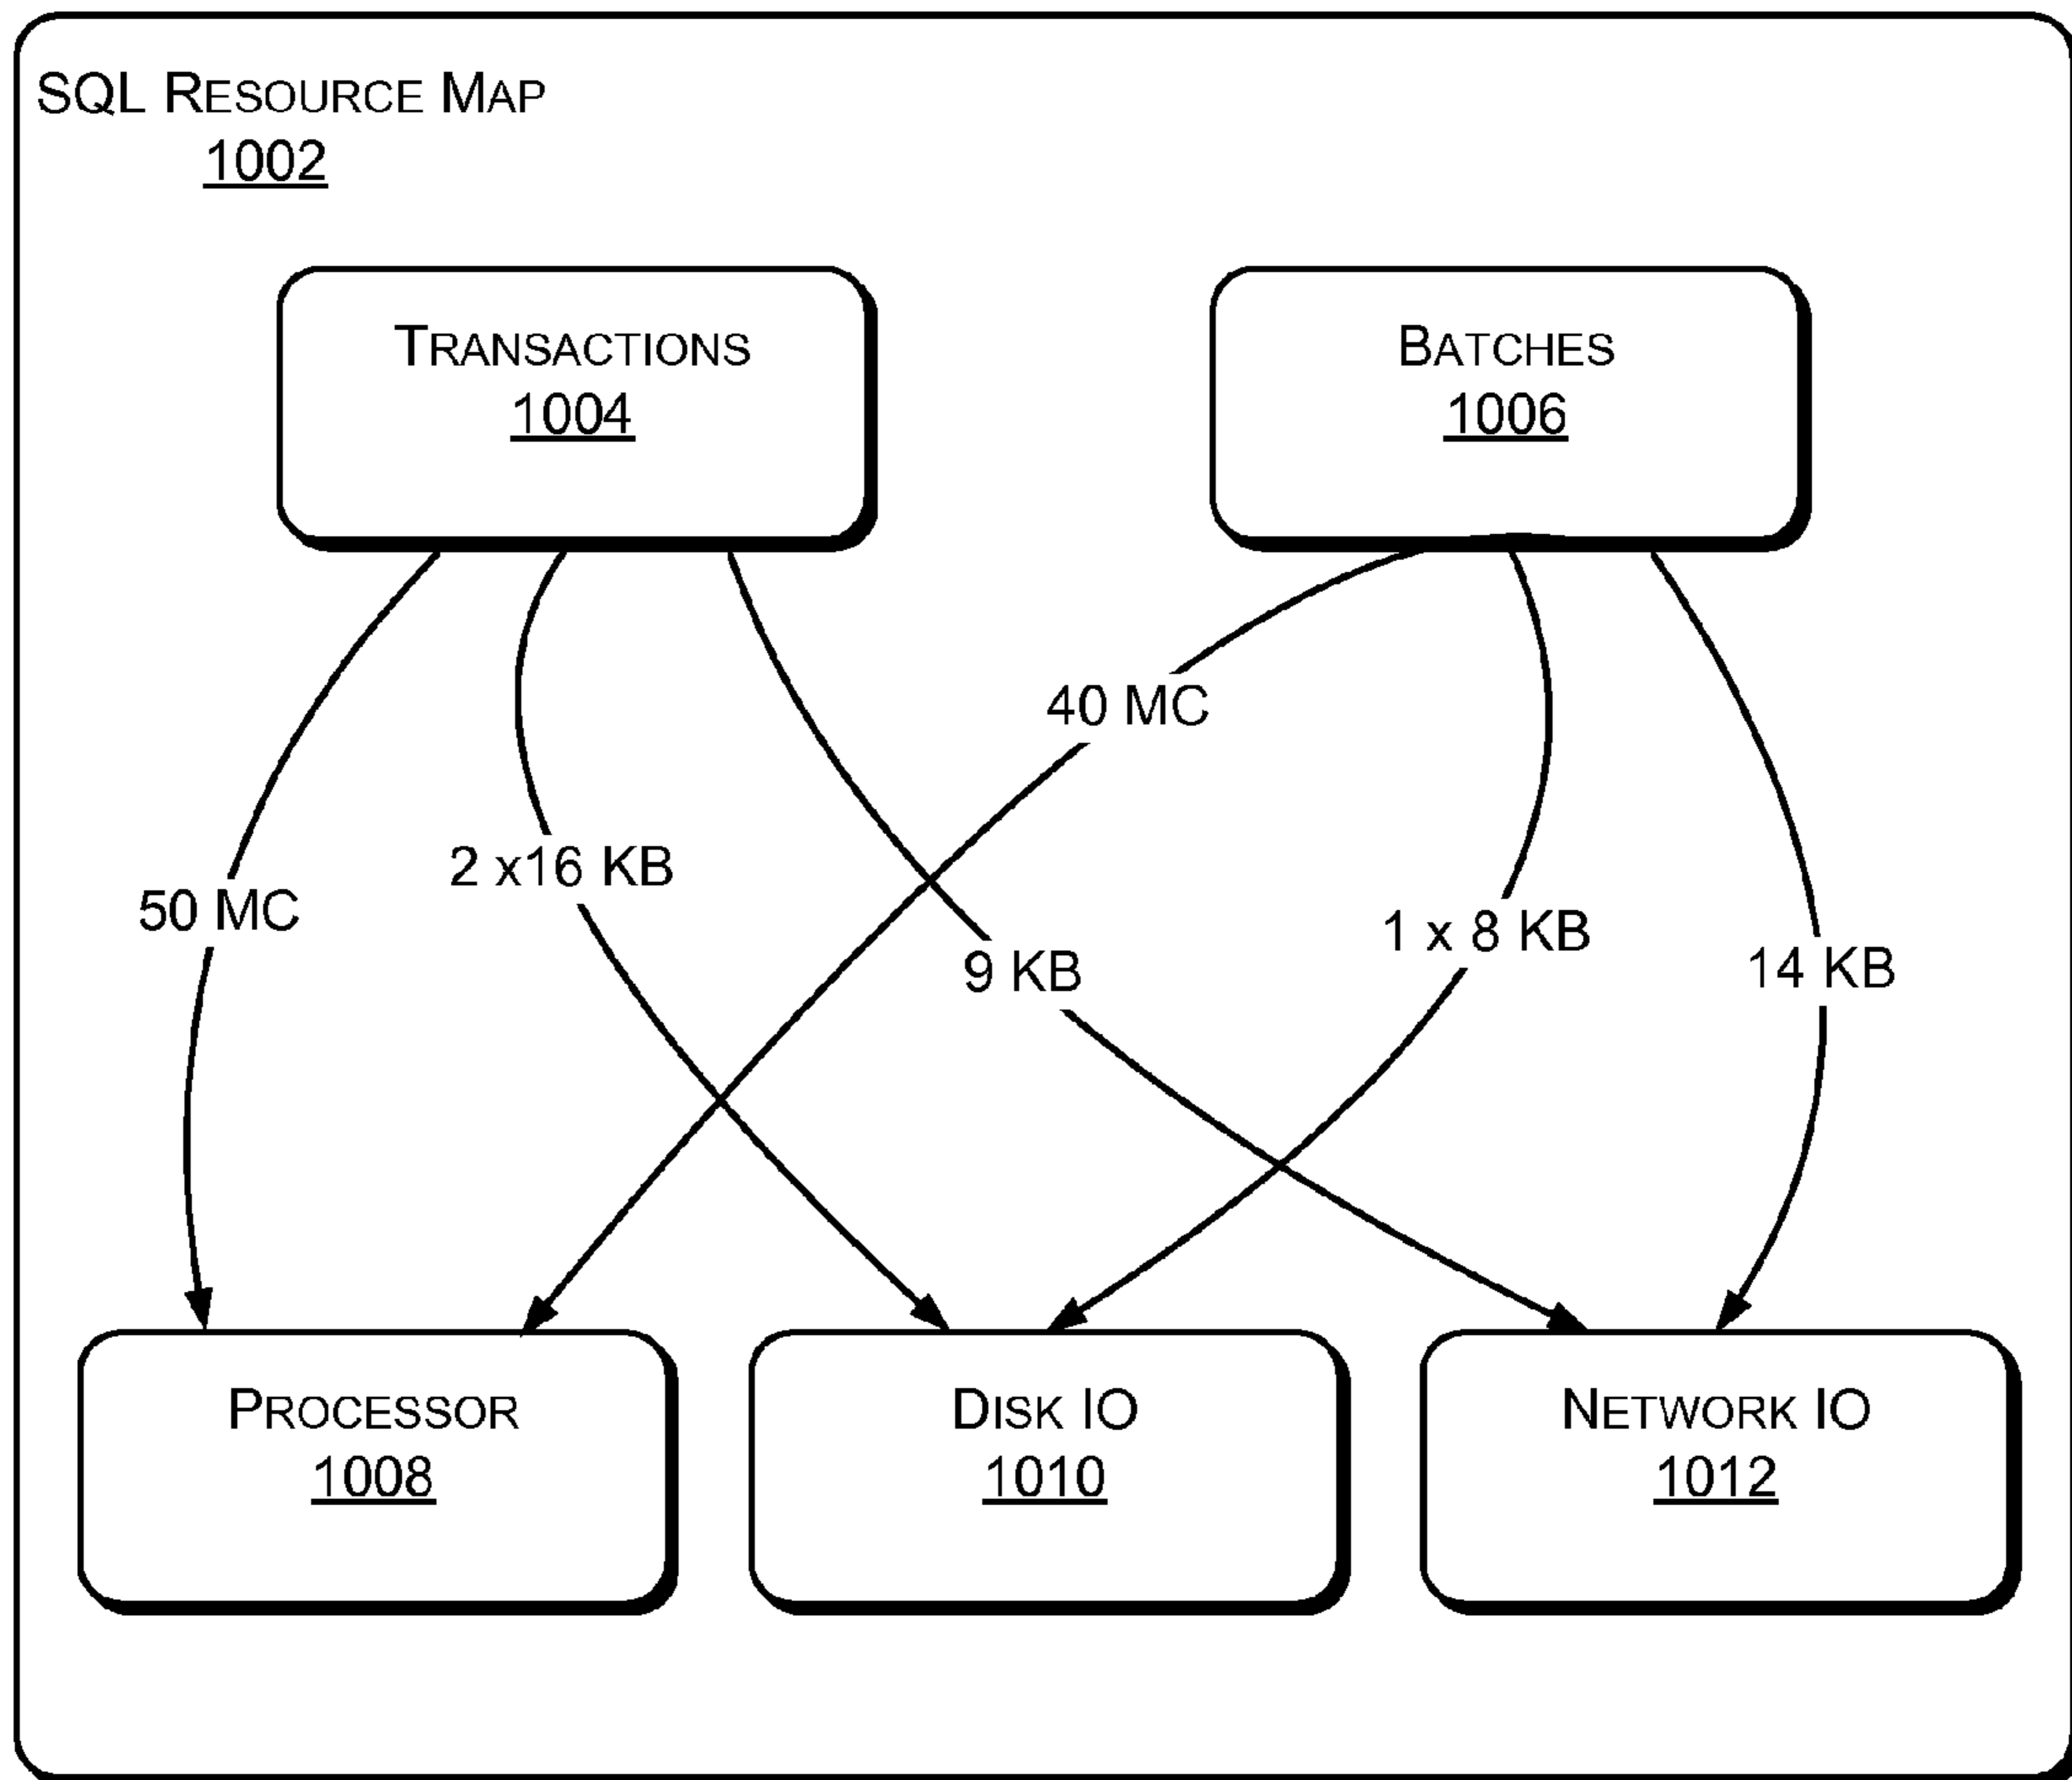 SQL RESOURCE MAP
1002
TRANSACTIONS
1004
BATCHES
1006
40 MC
2 x16 KB
50 MC
1 x 8 KB
9 KB
14 KB
PROCESSOR
1008
DISK IO
1010
NETWORK IO
1012